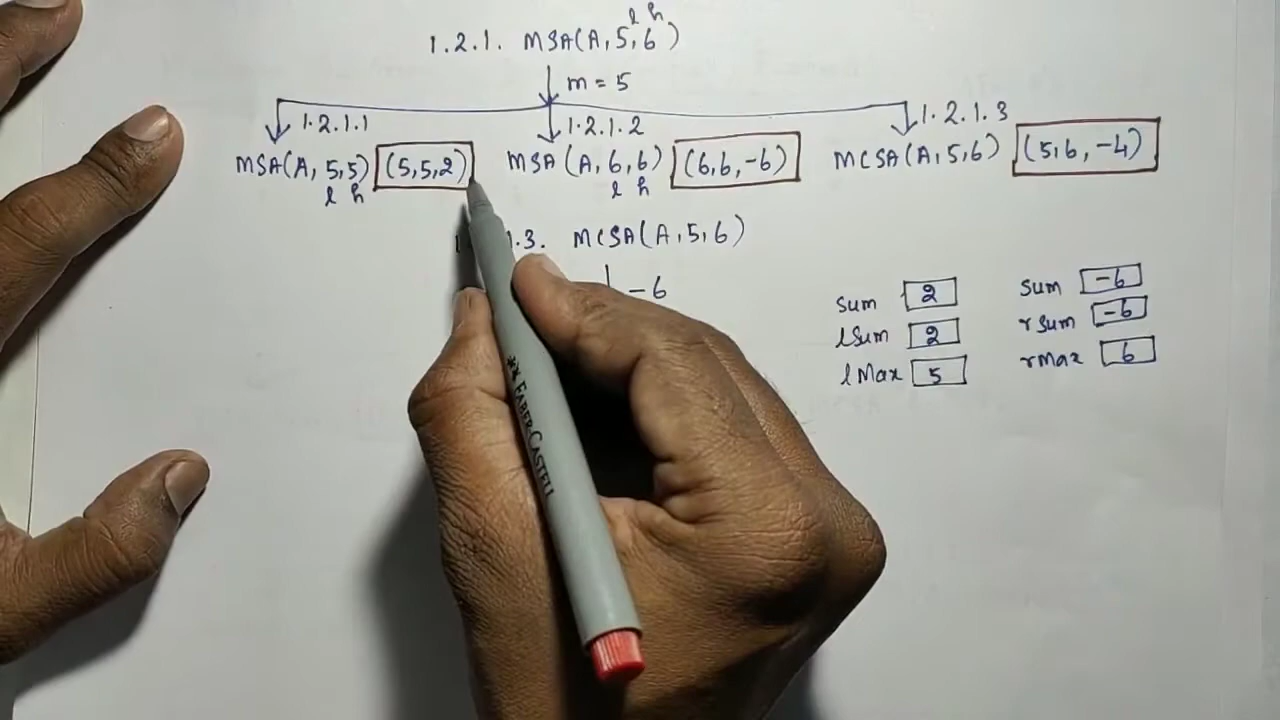 l h
1.2.1. MSA(A,5,6)
m = 5
1.2.1.1
1.2.1.2
1.2.1.3
MSA(A,5,5) (5,5,2)
MSA(A,6,6) (6,6,-6)
MCSA(A,5,6) (5,6,-4)
l h
l h
1.3. MCSA(A,5,6)
-6
sum 2
lSum 2
lMax 5
sum -6
rsum -6
rMax 6
FABER-CASTELL